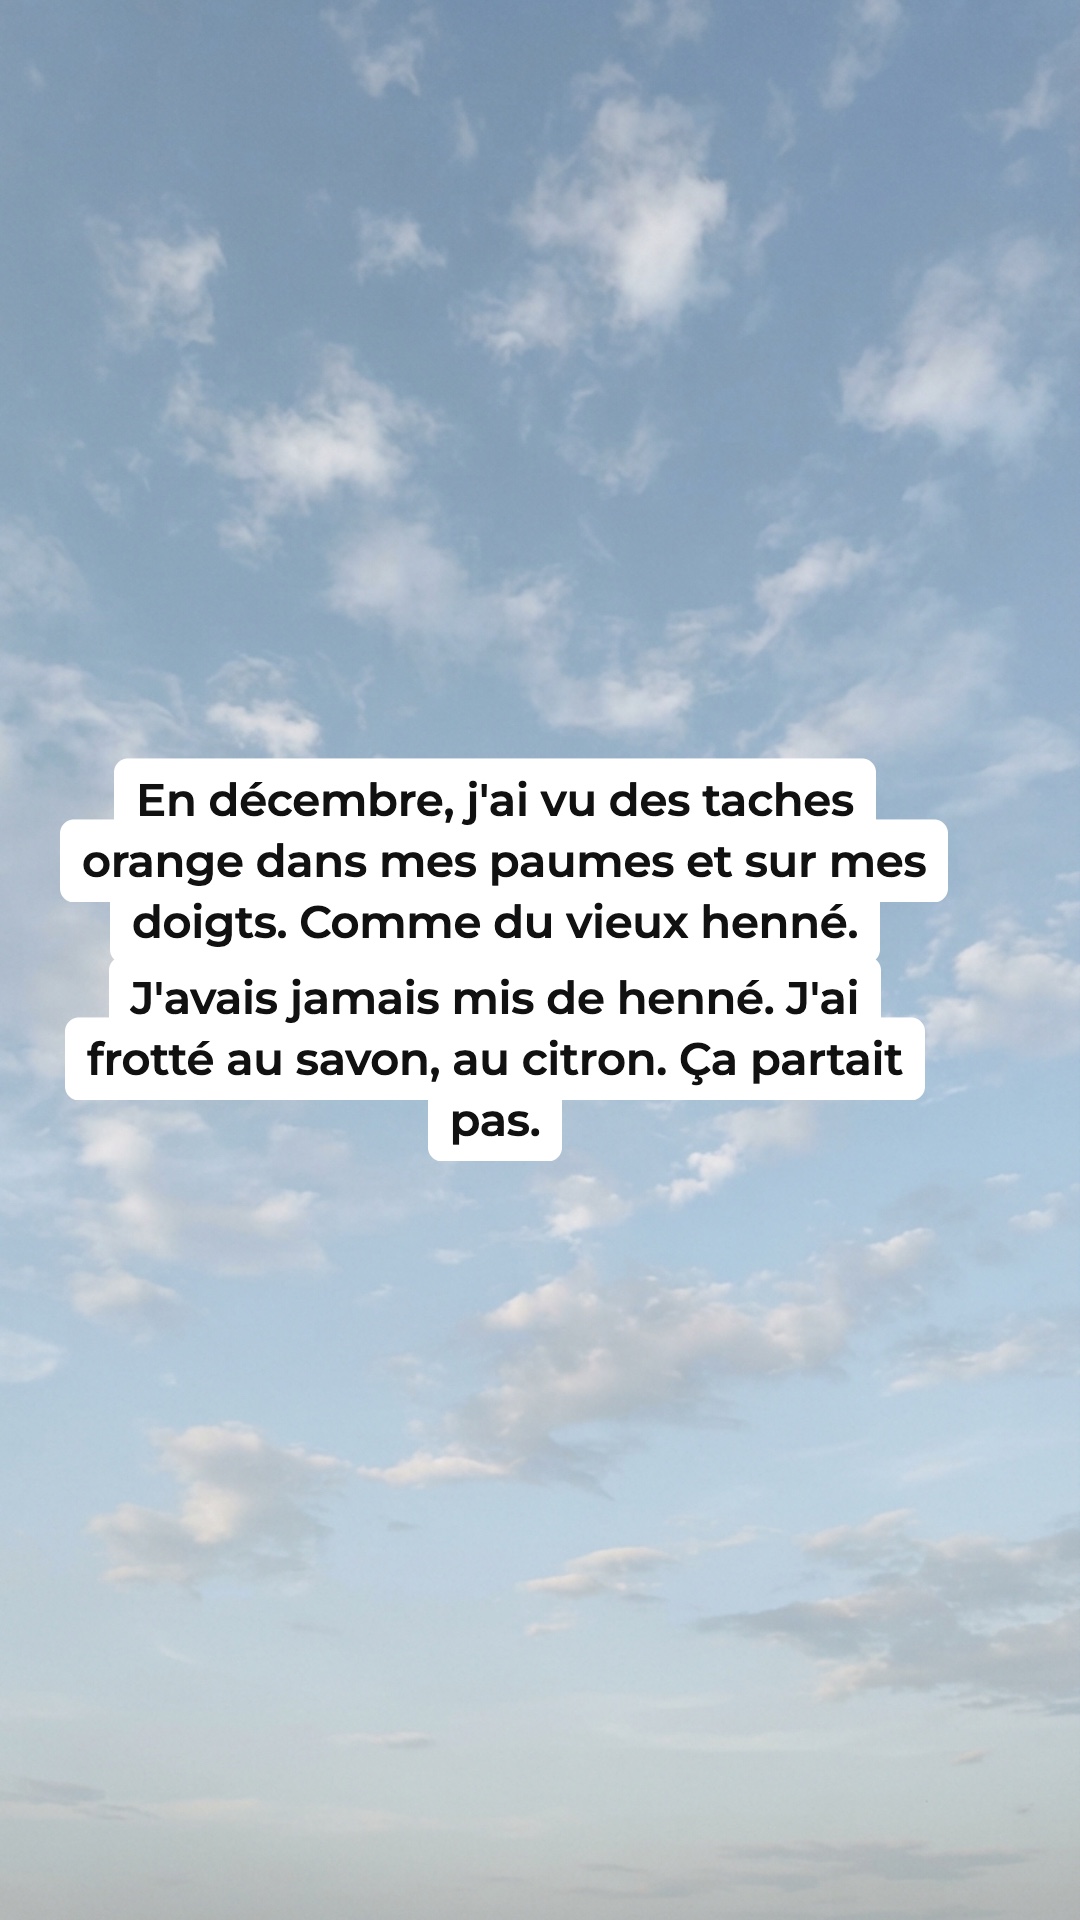 En décembre, j'ai vu des taches
orange dans mes paumes et sur mes
doigts. Comme du vieux henné.
J'avais jamais mis de henné. J'ai
frotté au savon, au citron. Ça partait
pas.